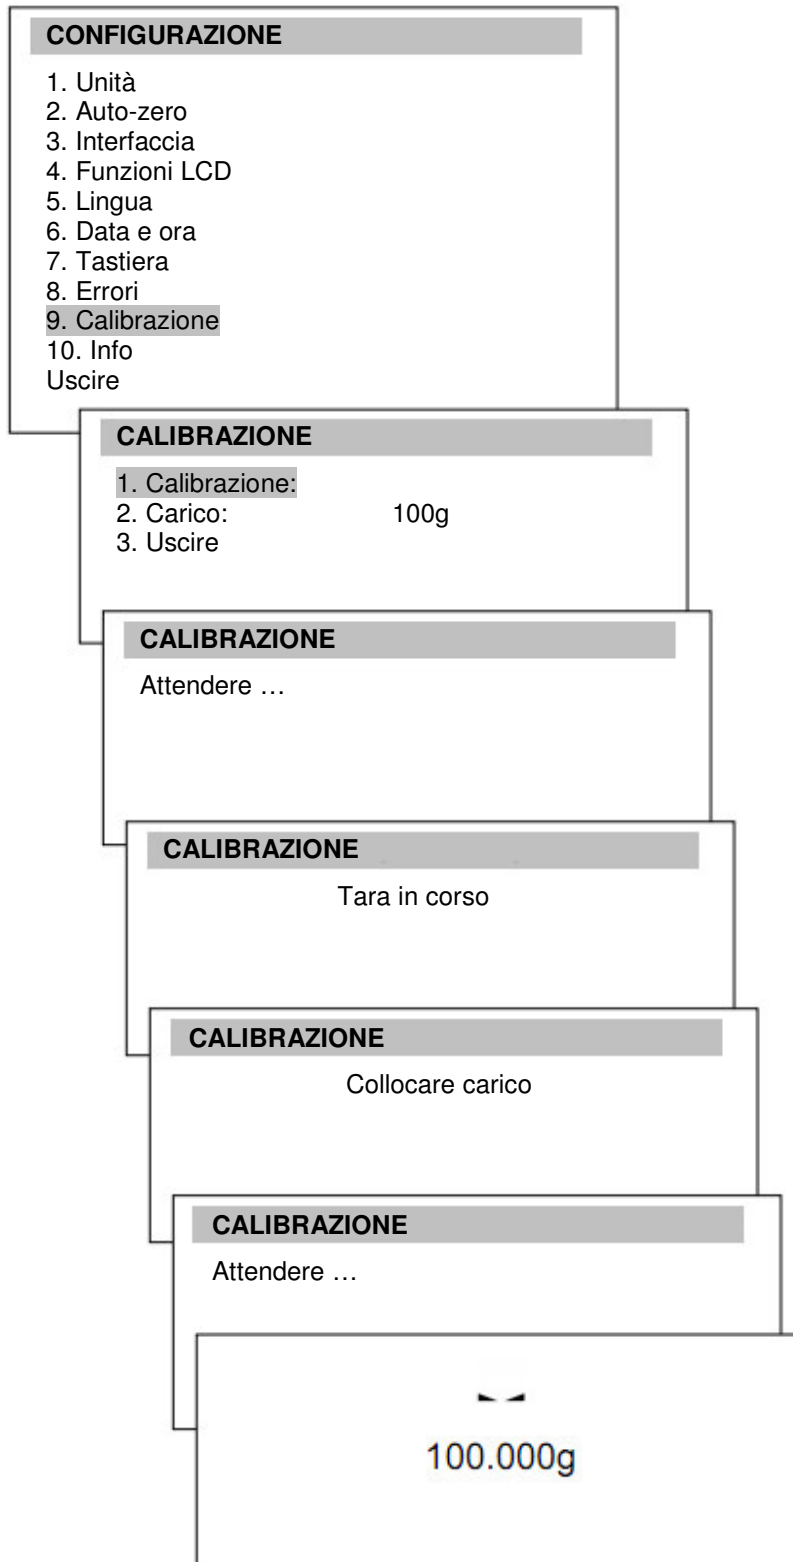 CONFIGURAZIONE
1. Unità
2. Auto-zero
3. Interfaccia
4. Funzioni LCD
5. Lingua
6. Data e ora
7. Tastiera
8. Errori
9. Calibrazione
10. Info
Uscire
CALIBRAZIONE
1. Calibrazione:
2. Carico: 100g
3. Uscire
CALIBRAZIONE
Attendere …
CALIBRAZIONE
Tara in corso
CALIBRAZIONE
Collocare carico
CALIBRAZIONE
Attendere …
100.000g